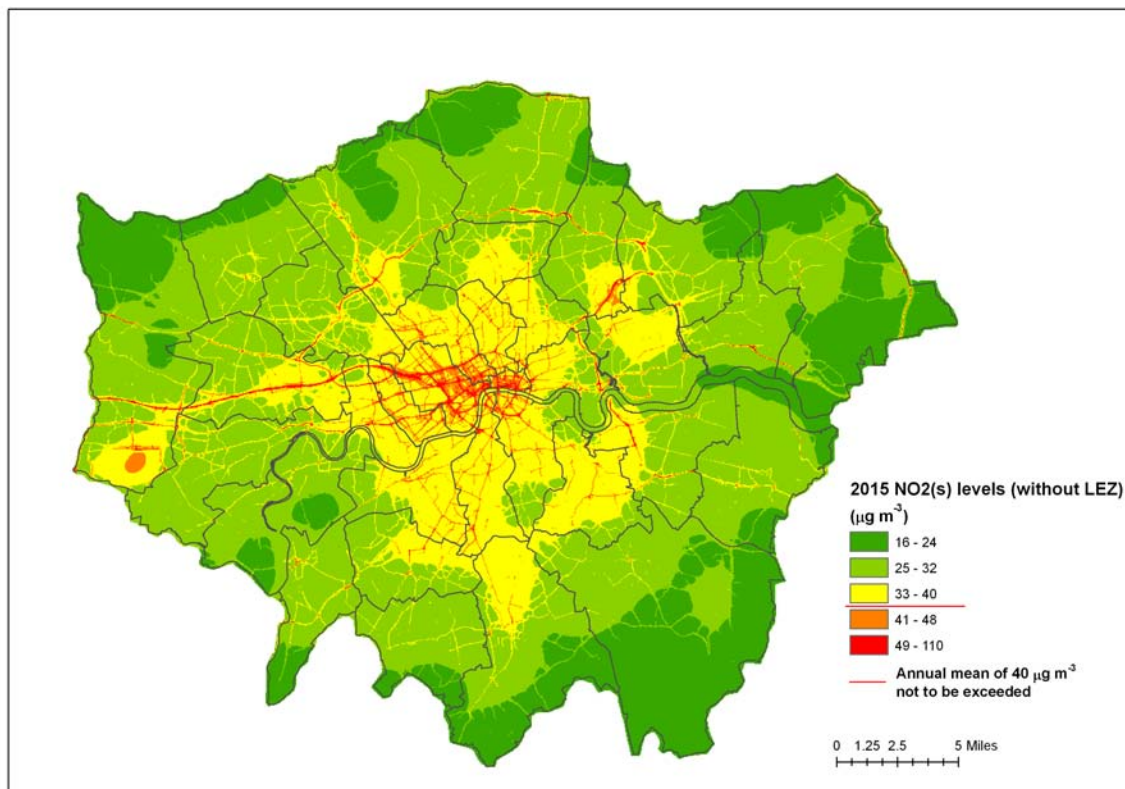 2015 NO2(s) levels (without LEZ)
(μg m⁻³)
16 - 24
25 - 32
33 - 40
41 - 48
49 - 110
Annual mean of 40 μg m⁻³
not to be exceeded
0 1.25 2.5 5 Miles